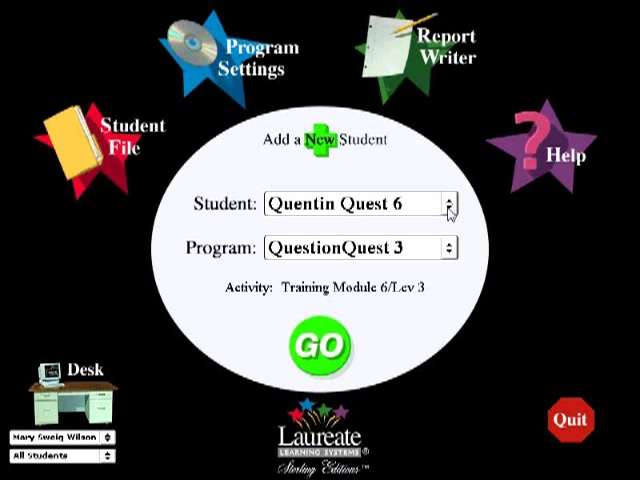 Program
Settings
Report
Writer
Student
File
Help
Add a New Student
Student: Quentin Quest 6
Program: QuestionQuest 3
Activity: Training Module 6/Lev 3
GO
Desk
Mary Sweig Wilson
All Students
Quit
Laureate
LEARNING SYSTEMS®
Sterling Editions™